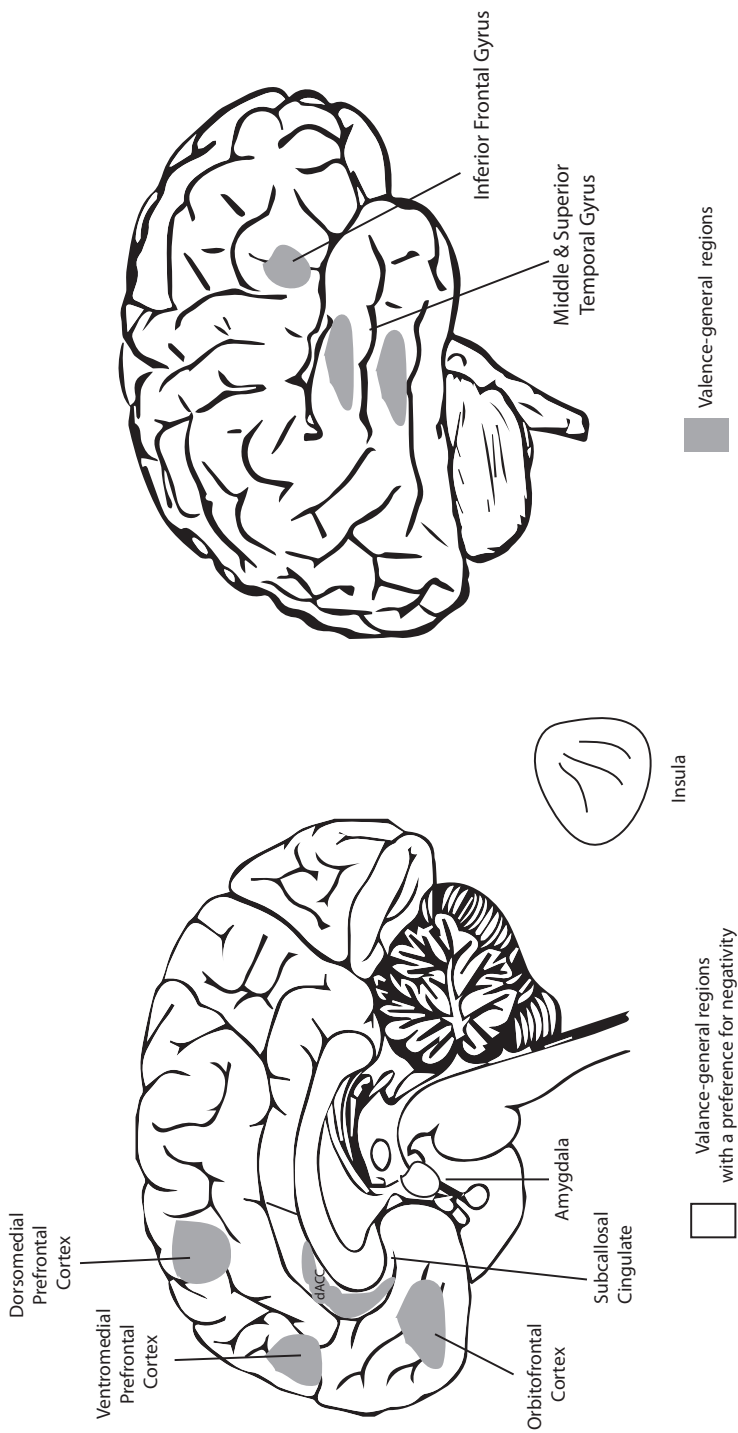 Dorsomedial
Prefrontal
Cortex
Ventromedial
Prefrontal
Cortex
dACC
Orbitofrontal
Cortex
Subcallosal
Cingulate
Amygdala
Insula
Inferior Frontal Gyrus
Middle & Superior
Temporal Gyrus
Valance-general regions
with a preference for negativity
Valence-general regions